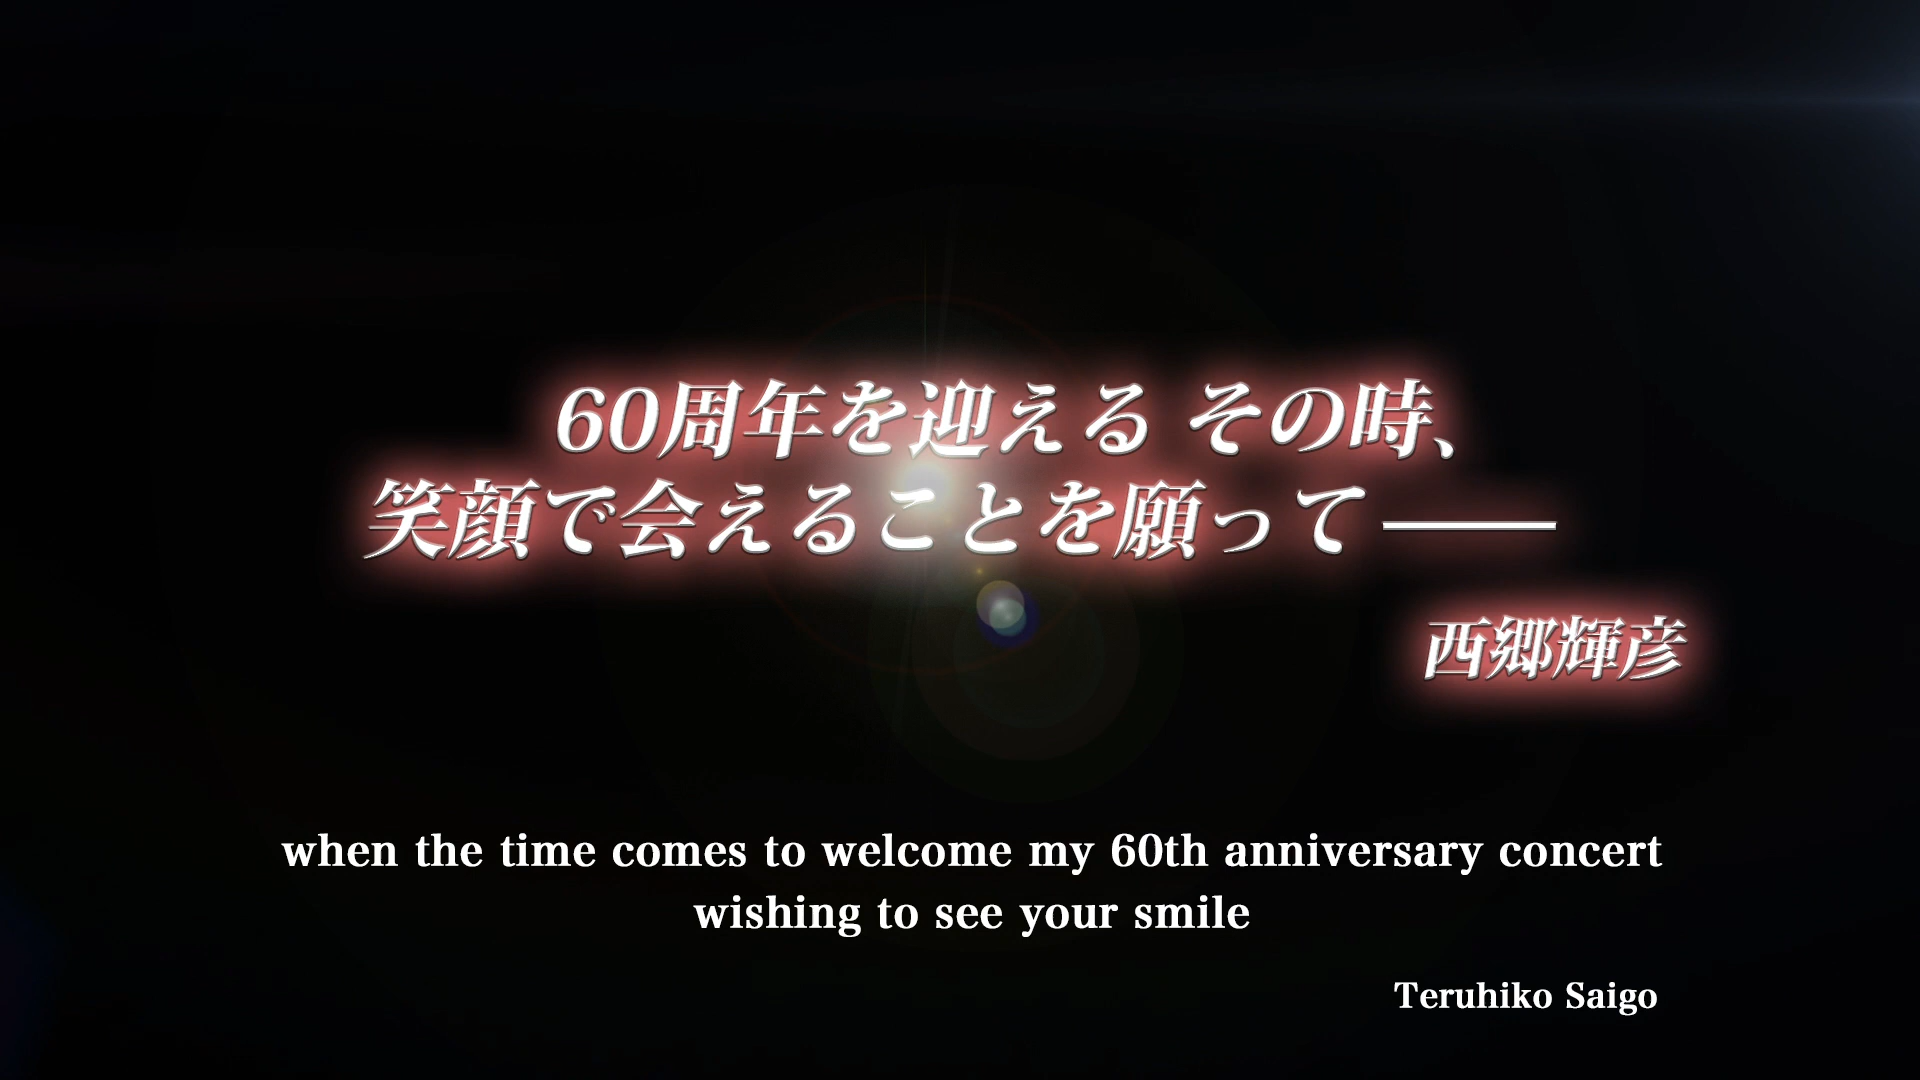 60周年を迎える その時、
笑顔で会えることを願って――
西郷輝彦
when the time comes to welcome my 60th anniversary concert
wishing to see your smile
Teruhiko Saigo